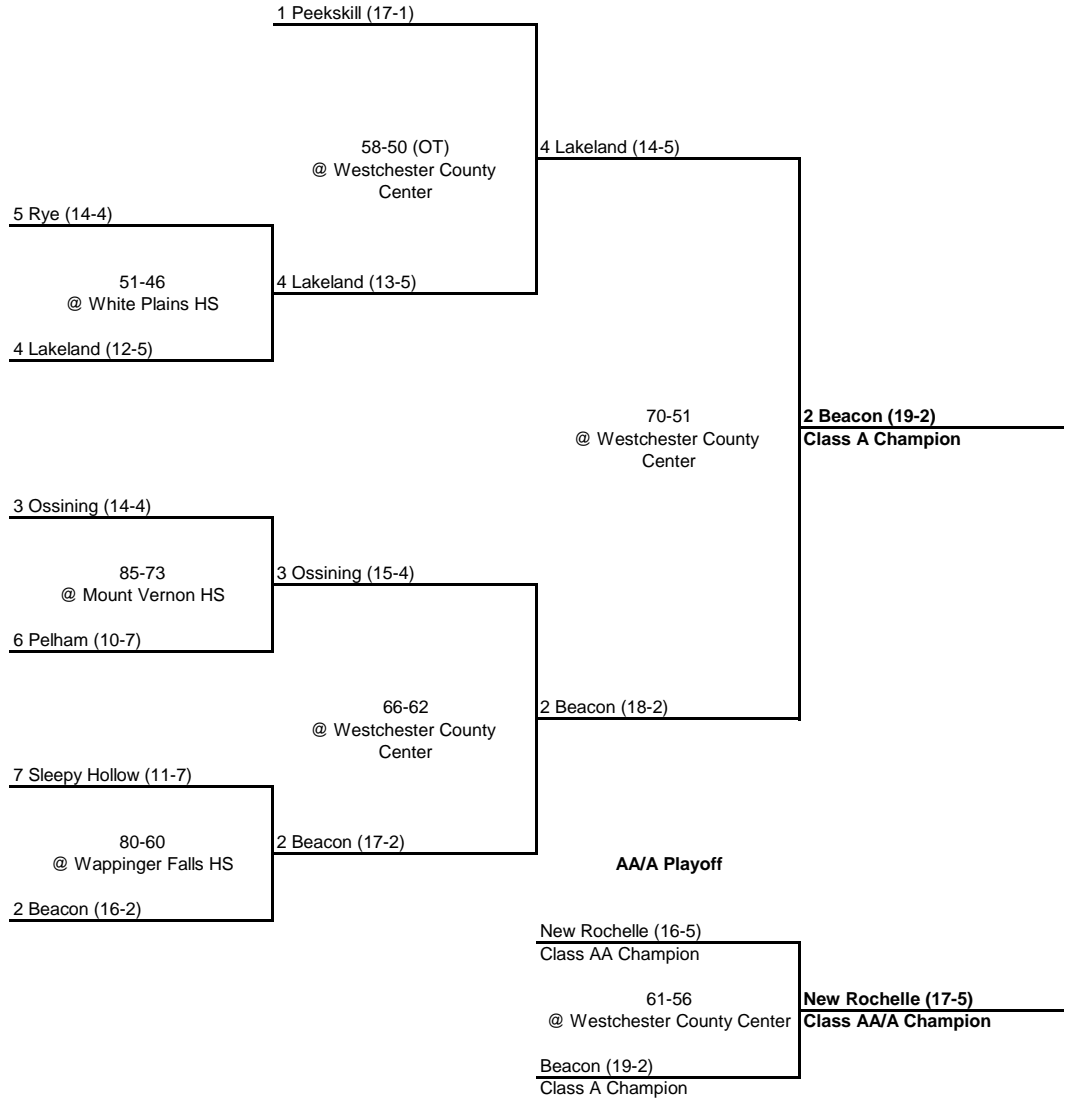 1 Peekskill (17-1)
58-50 (OT)
@ Westchester County
Center
4 Lakeland (14-5)
5 Rye (14-4)
51-46
@ White Plains HS
4 Lakeland (13-5)
4 Lakeland (12-5)
70-51
@ Westchester County
Center
2 Beacon (19-2)
Class A Champion
3 Ossining (14-4)
85-73
@ Mount Vernon HS
3 Ossining (15-4)
6 Pelham (10-7)
66-62
@ Westchester County
Center
2 Beacon (18-2)
7 Sleepy Hollow (11-7)
80-60
@ Wappinger Falls HS
2 Beacon (17-2)
2 Beacon (16-2)
AA/A Playoff
New Rochelle (16-5)
Class AA Champion
61-56
@ Westchester County Center
New Rochelle (17-5)
Class AA/A Champion
Beacon (19-2)
Class A Champion